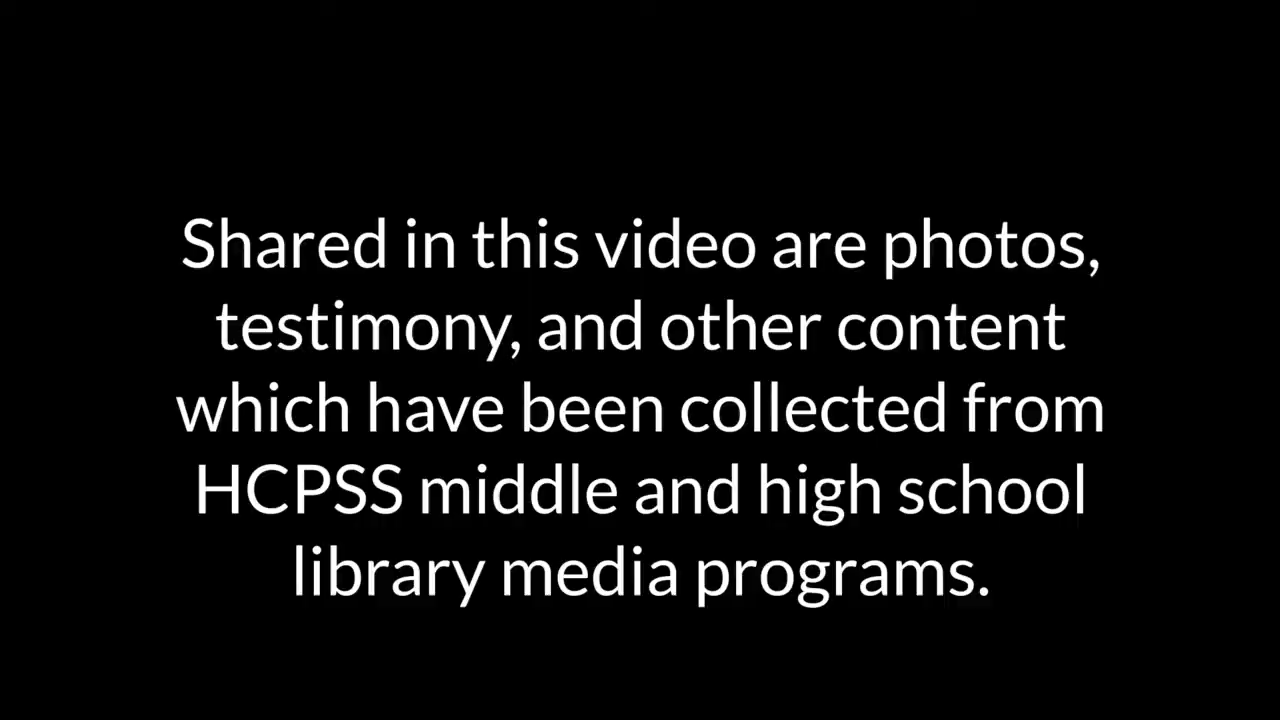 Shared in this video are photos,
testimony, and other content
which have been collected from
HCPSS middle and high school
library media programs.